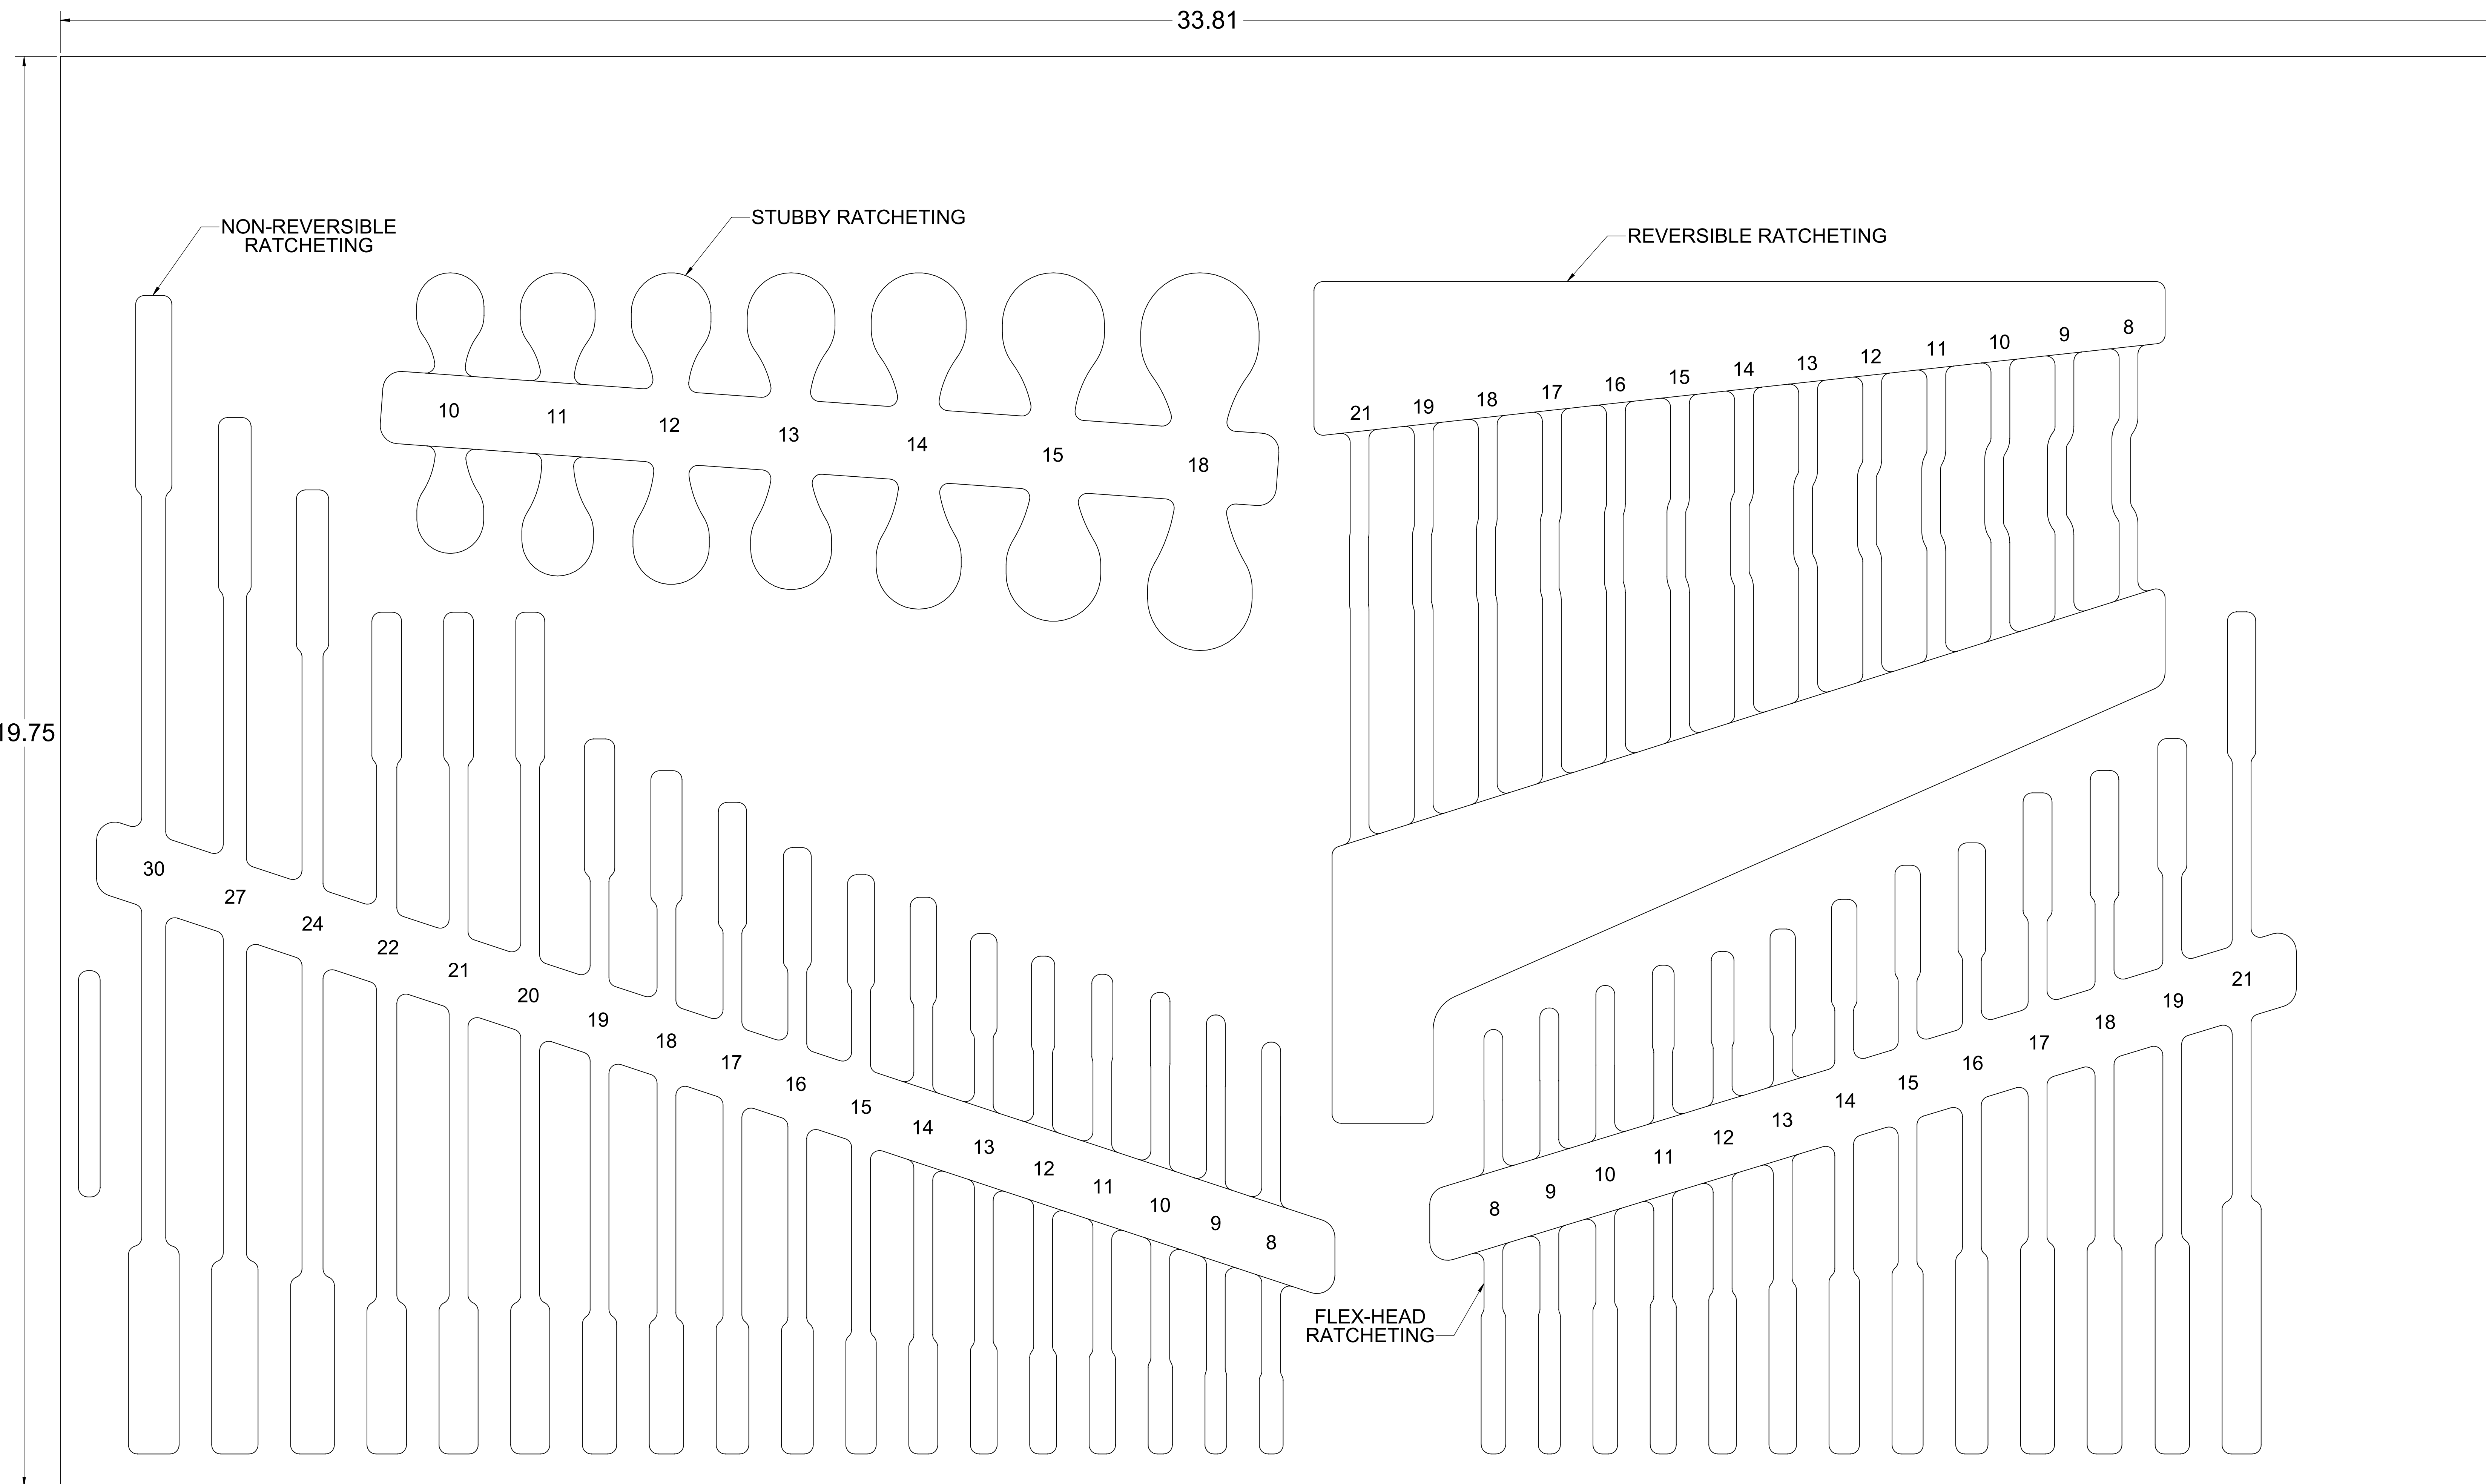 33.81
19.75
NON-REVERSIBLE
RATCHETING
STUBBY RATCHETING
REVERSIBLE RATCHETING
10 11 12 13 14 15 18
21 19 18 17 16 15 14 13 12 11 10 9 8
30 27 24 22 21 20 19 18 17 16 15 14 13 12 11 10 9 8
8 9 10 11 12 13 14 15 16 17 18 19 21
FLEX-HEAD
RATCHETING